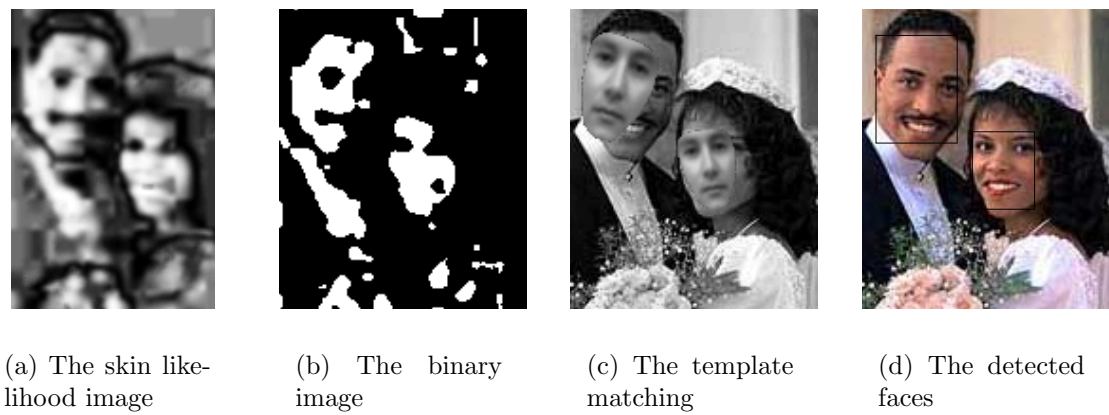 (a) The skin like-
lihood image
(b) The binary
image
(c) The template
matching
(d) The detected
faces